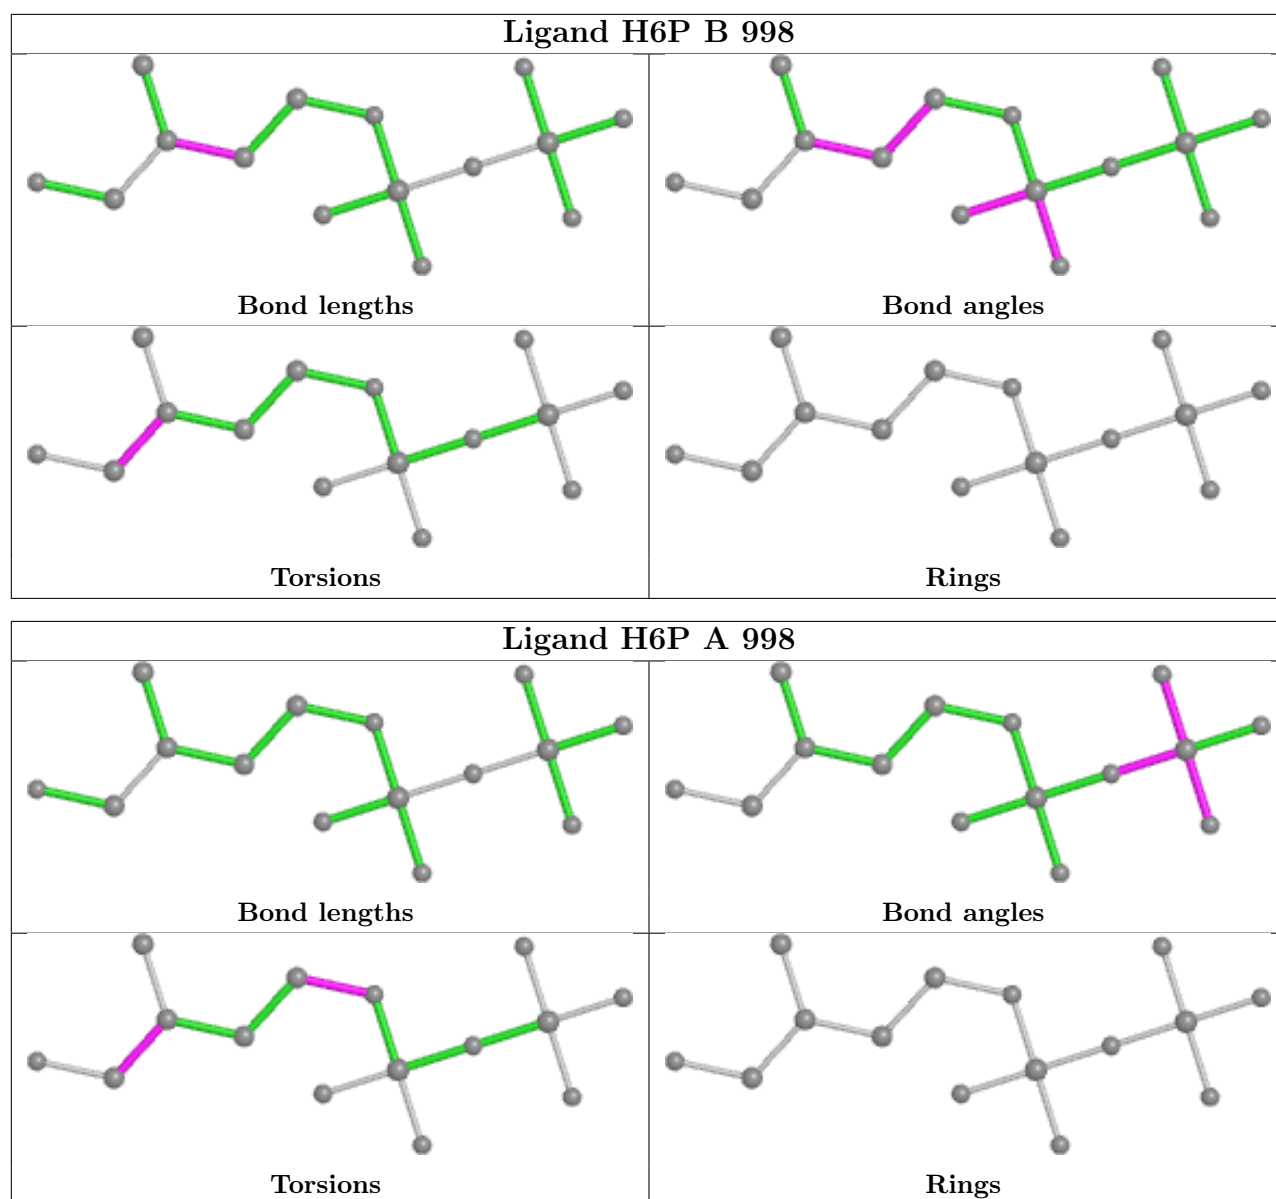 Ligand H6P B 998
Bond lengths
Bond angles
Torsions
Rings
Ligand H6P A 998
Bond lengths
Bond angles
Torsions
Rings